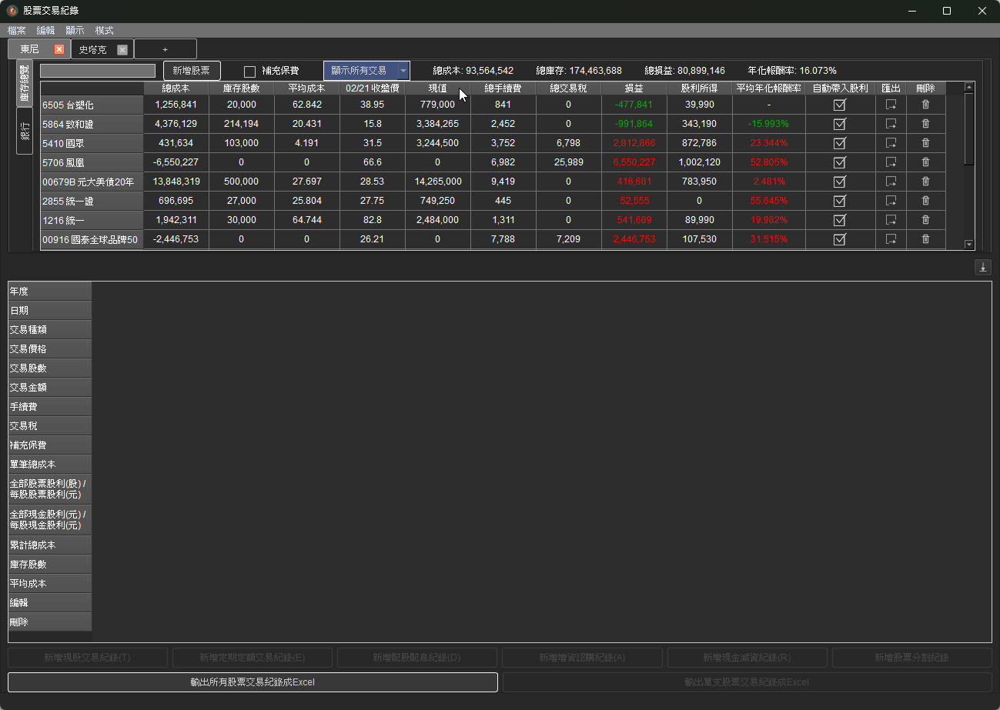 股票交易紀錄
檔案 編輯 顯示 模式
東尼 史塔克 +
庫存總覽
銀行
新增股票 補充保費 顯示所有交易 總成本: 93,564,542 總庫存: 174,463,688 總損益: 80,899,146 年化報酬率: 16.073%
總成本 庫存股數 平均成本 02/21 收盤價 現值 總手續費 總交易稅 損益 股利所得 平均年化報酬率 自動帶入股利 匯出 刪除
6505 台塑化 1,256,841 20,000 62.842 38.95 779,000 841 0 -477,841 39,990 -
5864 致和證 4,376,129 214,194 20.431 15.8 3,384,265 2,452 0 -991,864 343,190 -15.993%
5410 國眾 431,634 103,000 4.191 31.5 3,244,500 3,752 6,798 2,812,866 872,786 23.344%
5706 鳳凰 -6,550,227 0 0 66.6 0 6,982 25,989 6,550,227 1,002,120 52.805%
00679B 元大美債20年 13,848,319 500,000 27.697 28.53 14,265,000 9,419 0 416,681 783,950 2.481%
2855 統一證 696,695 27,000 25.804 27.75 749,250 445 0 52,555 0 55.645%
1216 統一 1,942,311 30,000 64.744 82.8 2,484,000 1,311 0 541,689 89,990 19.982%
00916 國泰全球品牌50 -2,446,753 0 0 26.21 0 7,788 7,209 2,446,753 107,530 31.515%
年度
日期
交易種類
交易價格
交易股數
交易金額
手續費
交易稅
補充保費
單筆總成本
全部股票股利(股) /
每股股票股利(元)
全部現金股利(元) /
每股現金股利(元)
累計總成本
庫存股數
平均成本
編輯
刪除
新增現股交易紀錄(T) 新增定期定額交易紀錄(E) 新增配股配息紀錄(D) 新增增資認購紀錄(A) 新增現金減資紀錄(R) 新增股票分割紀錄
輸出所有股票交易紀錄成Excel 輸出單支股票交易紀錄成Excel